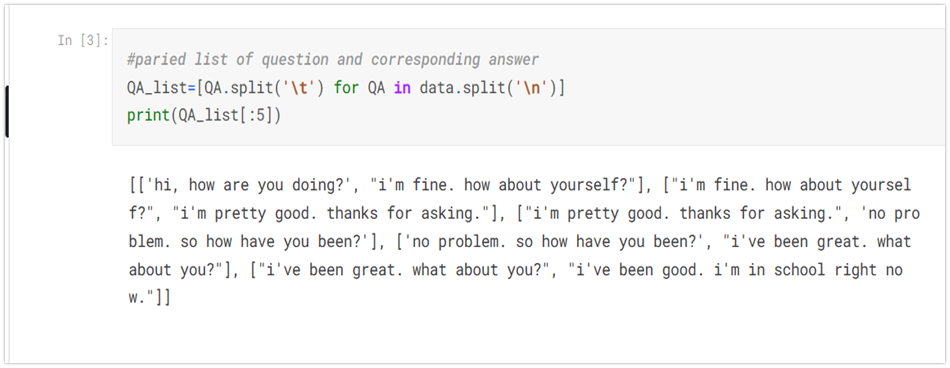 In [3]:
#paried list of question and corresponding answer
QA_list=[QA.split('\t') for QA in data.split('\n')]
print(QA_list[:5])
[['hi, how are you doing?', "i'm fine. how about yourself?"], ["i'm fine. how about yoursel
f?", "i'm pretty good. thanks for asking."], ["i'm pretty good. thanks for asking.", 'no pro
blem. so how have you been?'], ['no problem. so how have you been?', "i've been great. what
about you?"], ["i've been great. what about you?", "i've been good. i'm in school right no
w."]]